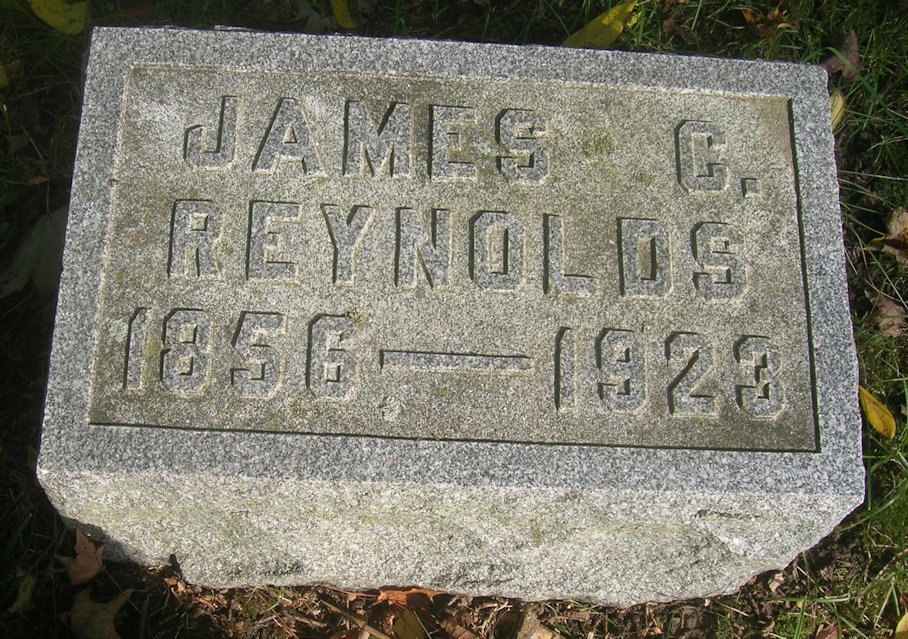 JAMES C.
REYNOLDS
1856 — 1923